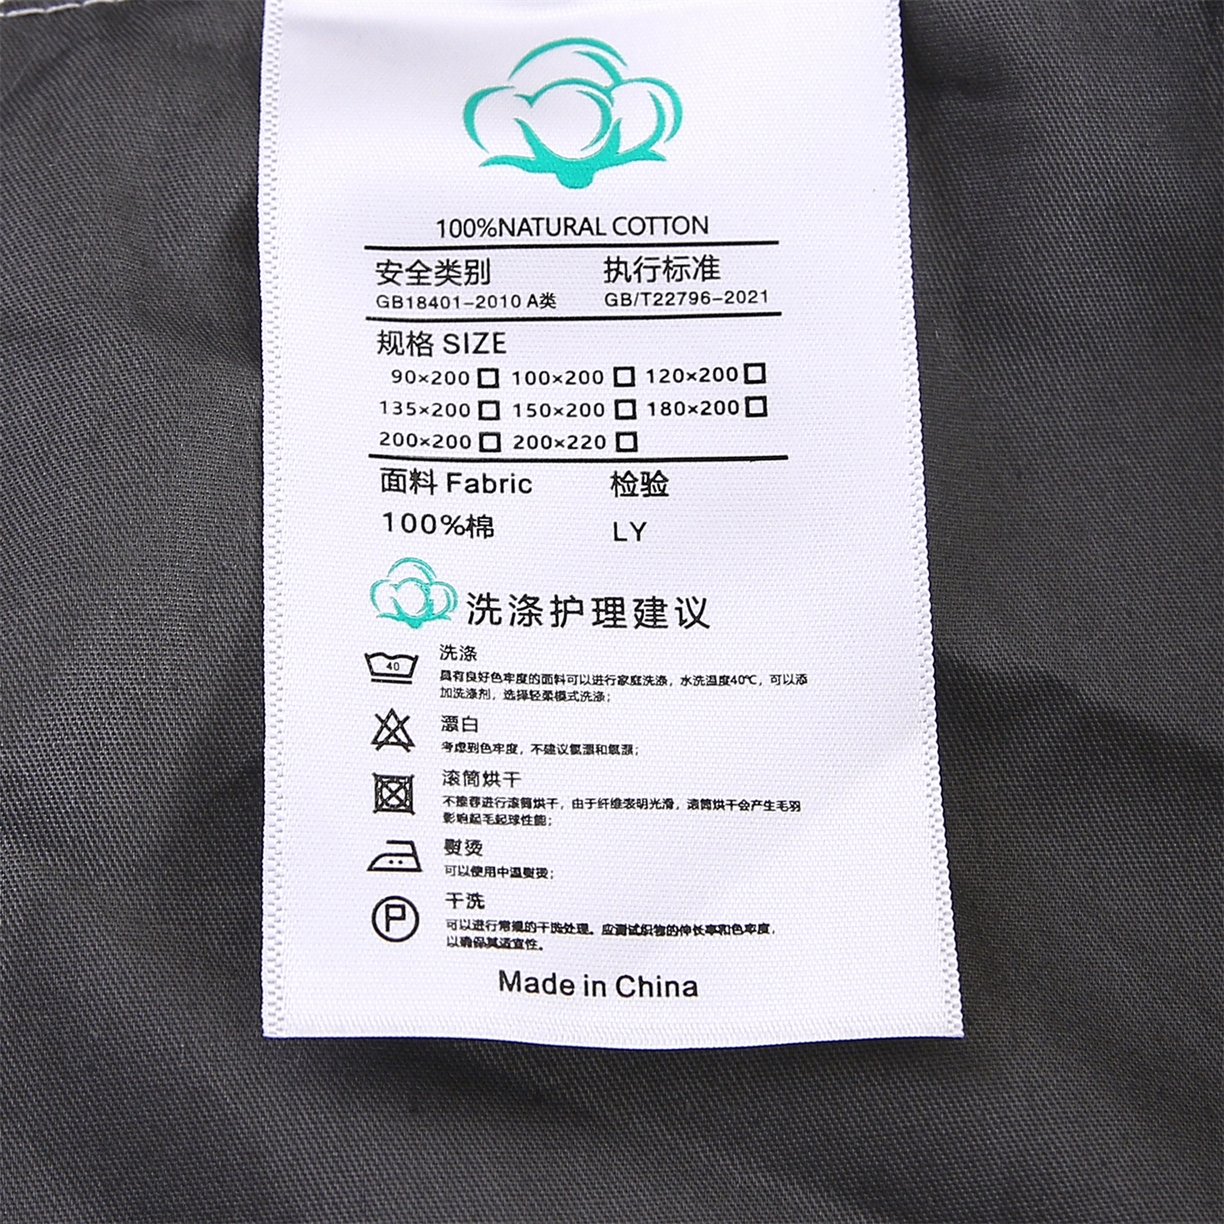 100%NATURAL COTTON
安全类别 执行标准
GB18401-2010 A类 GB/T22796-2021
规格 SIZE
90×200 □ 100×200 □ 120×200 □
135×200 □ 150×200 □ 180×200 □
200×200 □ 200×220 □
面料 Fabric 检验
100%棉 LY
洗涤护理建议
40
洗涤
具有良好色牢度的面料可以进行家庭洗涤，水洗温度40℃，可以添
加洗涤剂，选择轻柔模式洗涤；
漂白
考虑到色牢度，不建议氯漂和氧漂；
滚筒烘干
不推荐进行滚筒烘干，由于纤维表明光滑，滚筒烘干会产生毛羽
影响起毛起球性能；
熨烫
可以使用中温熨烫；
P
干洗
可以进行常规的干洗处理。应测试织物的伸长率和色牢度，
以确保其适宜性。
Made in China